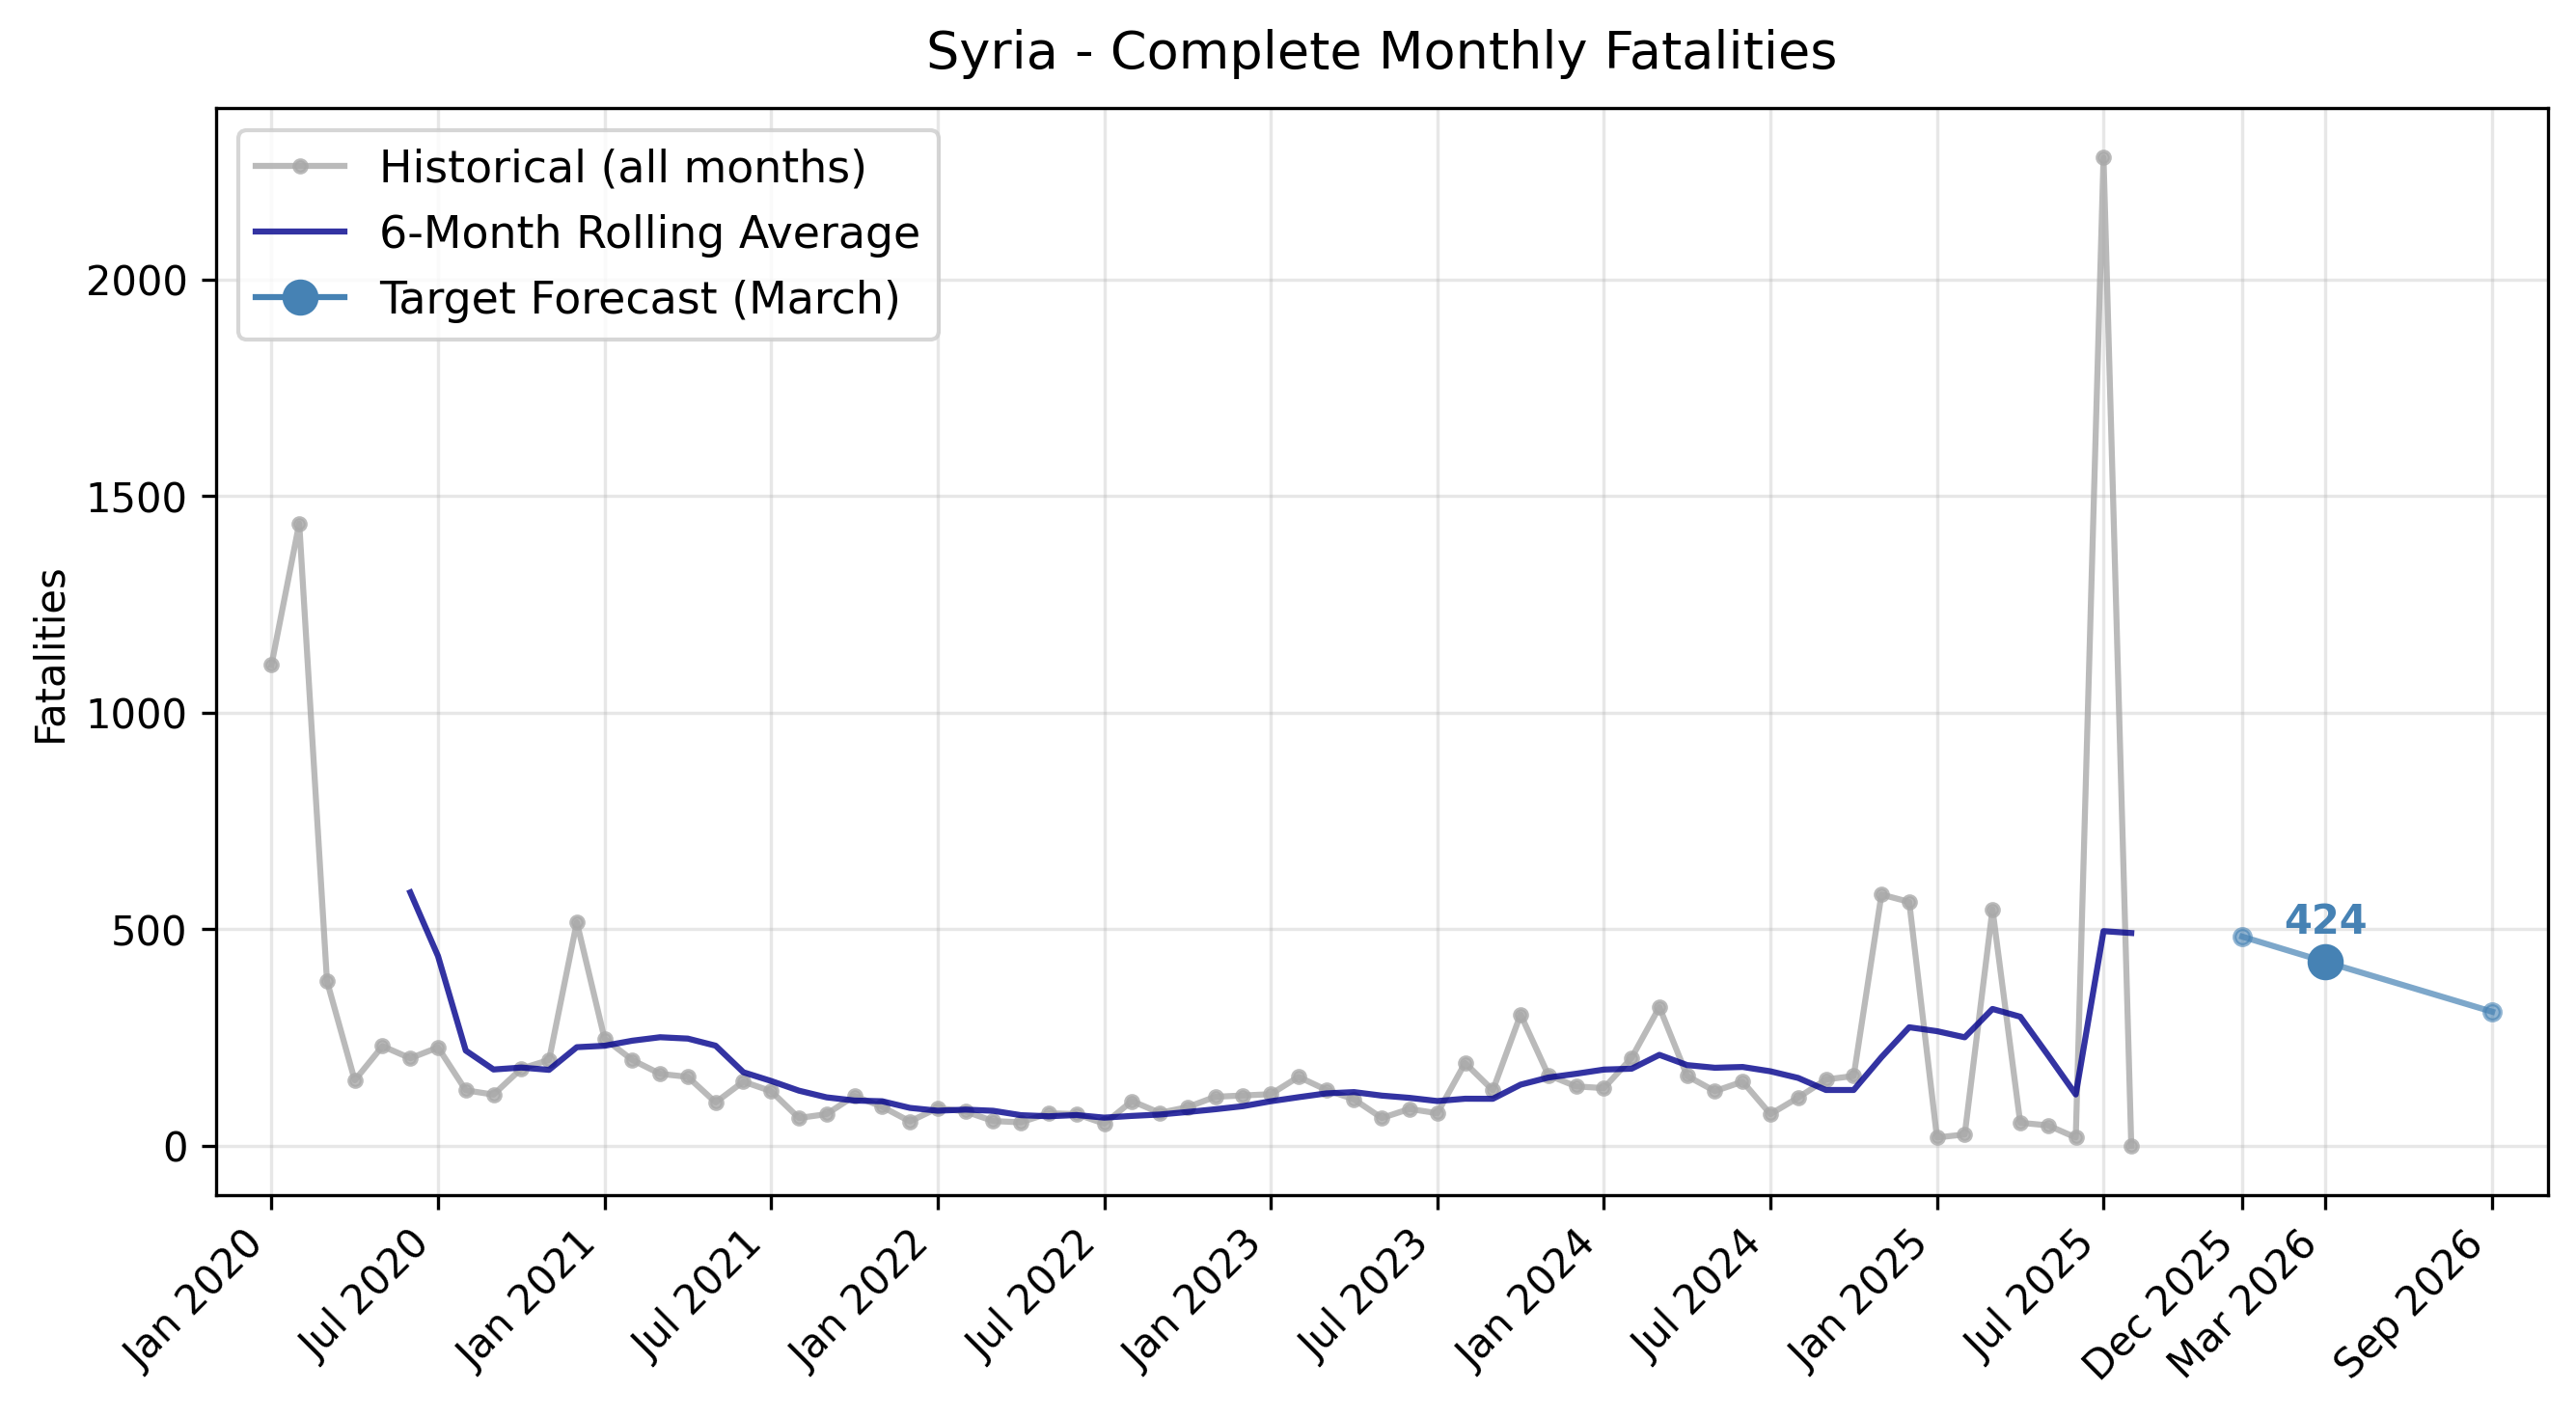 Syria - Complete Monthly Fatalities
Historical (all months)
6-Month Rolling Average
Target Forecast (March)
Fatalities
2000
1500
1000
500
0
424
Jan 2020
Jul 2020
Jan 2021
Jul 2021
Jan 2022
Jul 2022
Jan 2023
Jul 2023
Jan 2024
Jul 2024
Jan 2025
Jul 2025
Dec 2025
Mar 2026
Sep 2026